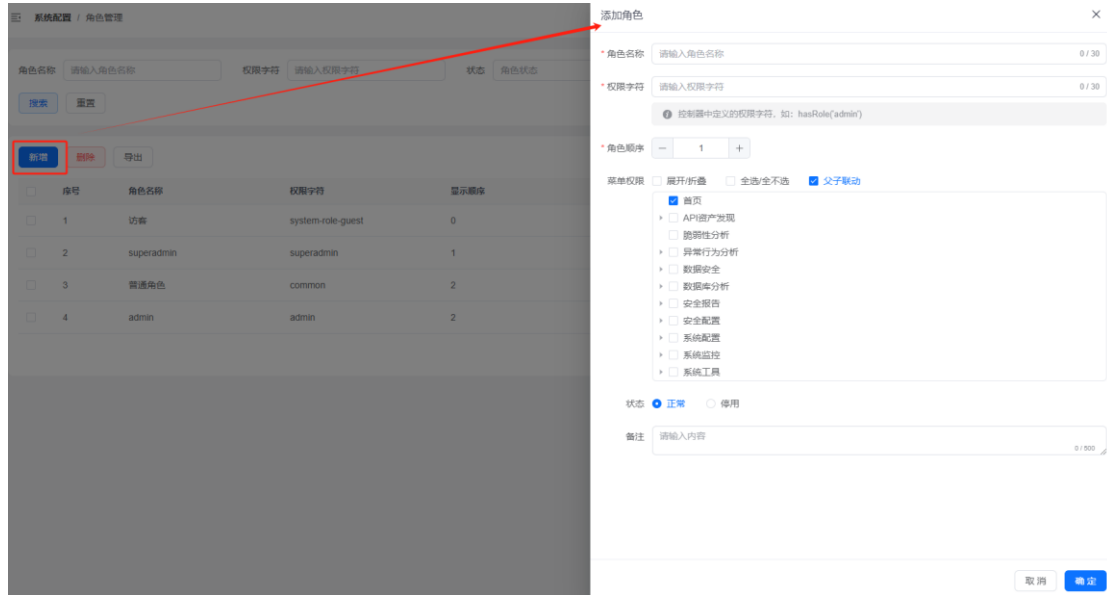 系统配置 / 角色管理
角色名称 请输入角色名称 权限字符 请输入权限字符 状态 角色状态
搜索 重置
新增 删除 导出
序号 角色名称 权限字符 显示顺序
1 访客 system-role-guest 0
2 superadmin superadmin 1
3 普通角色 common 2
4 admin admin 2
添加角色
* 角色名称 请输入角色名称 0 / 30
* 权限字符 请输入权限字符 0 / 30
控制器中定义的权限字符，如：hasRole('admin')
* 角色顺序 − 1 +
菜单权限 展开/折叠 全选/全不选 父子联动
首页
API资产发现
脆弱性分析
异常行为分析
数据安全
数据库分析
安全报告
安全配置
系统配置
系统监控
系统工具
状态 正常 停用
备注 请输入内容
0 / 500
取 消 确 定